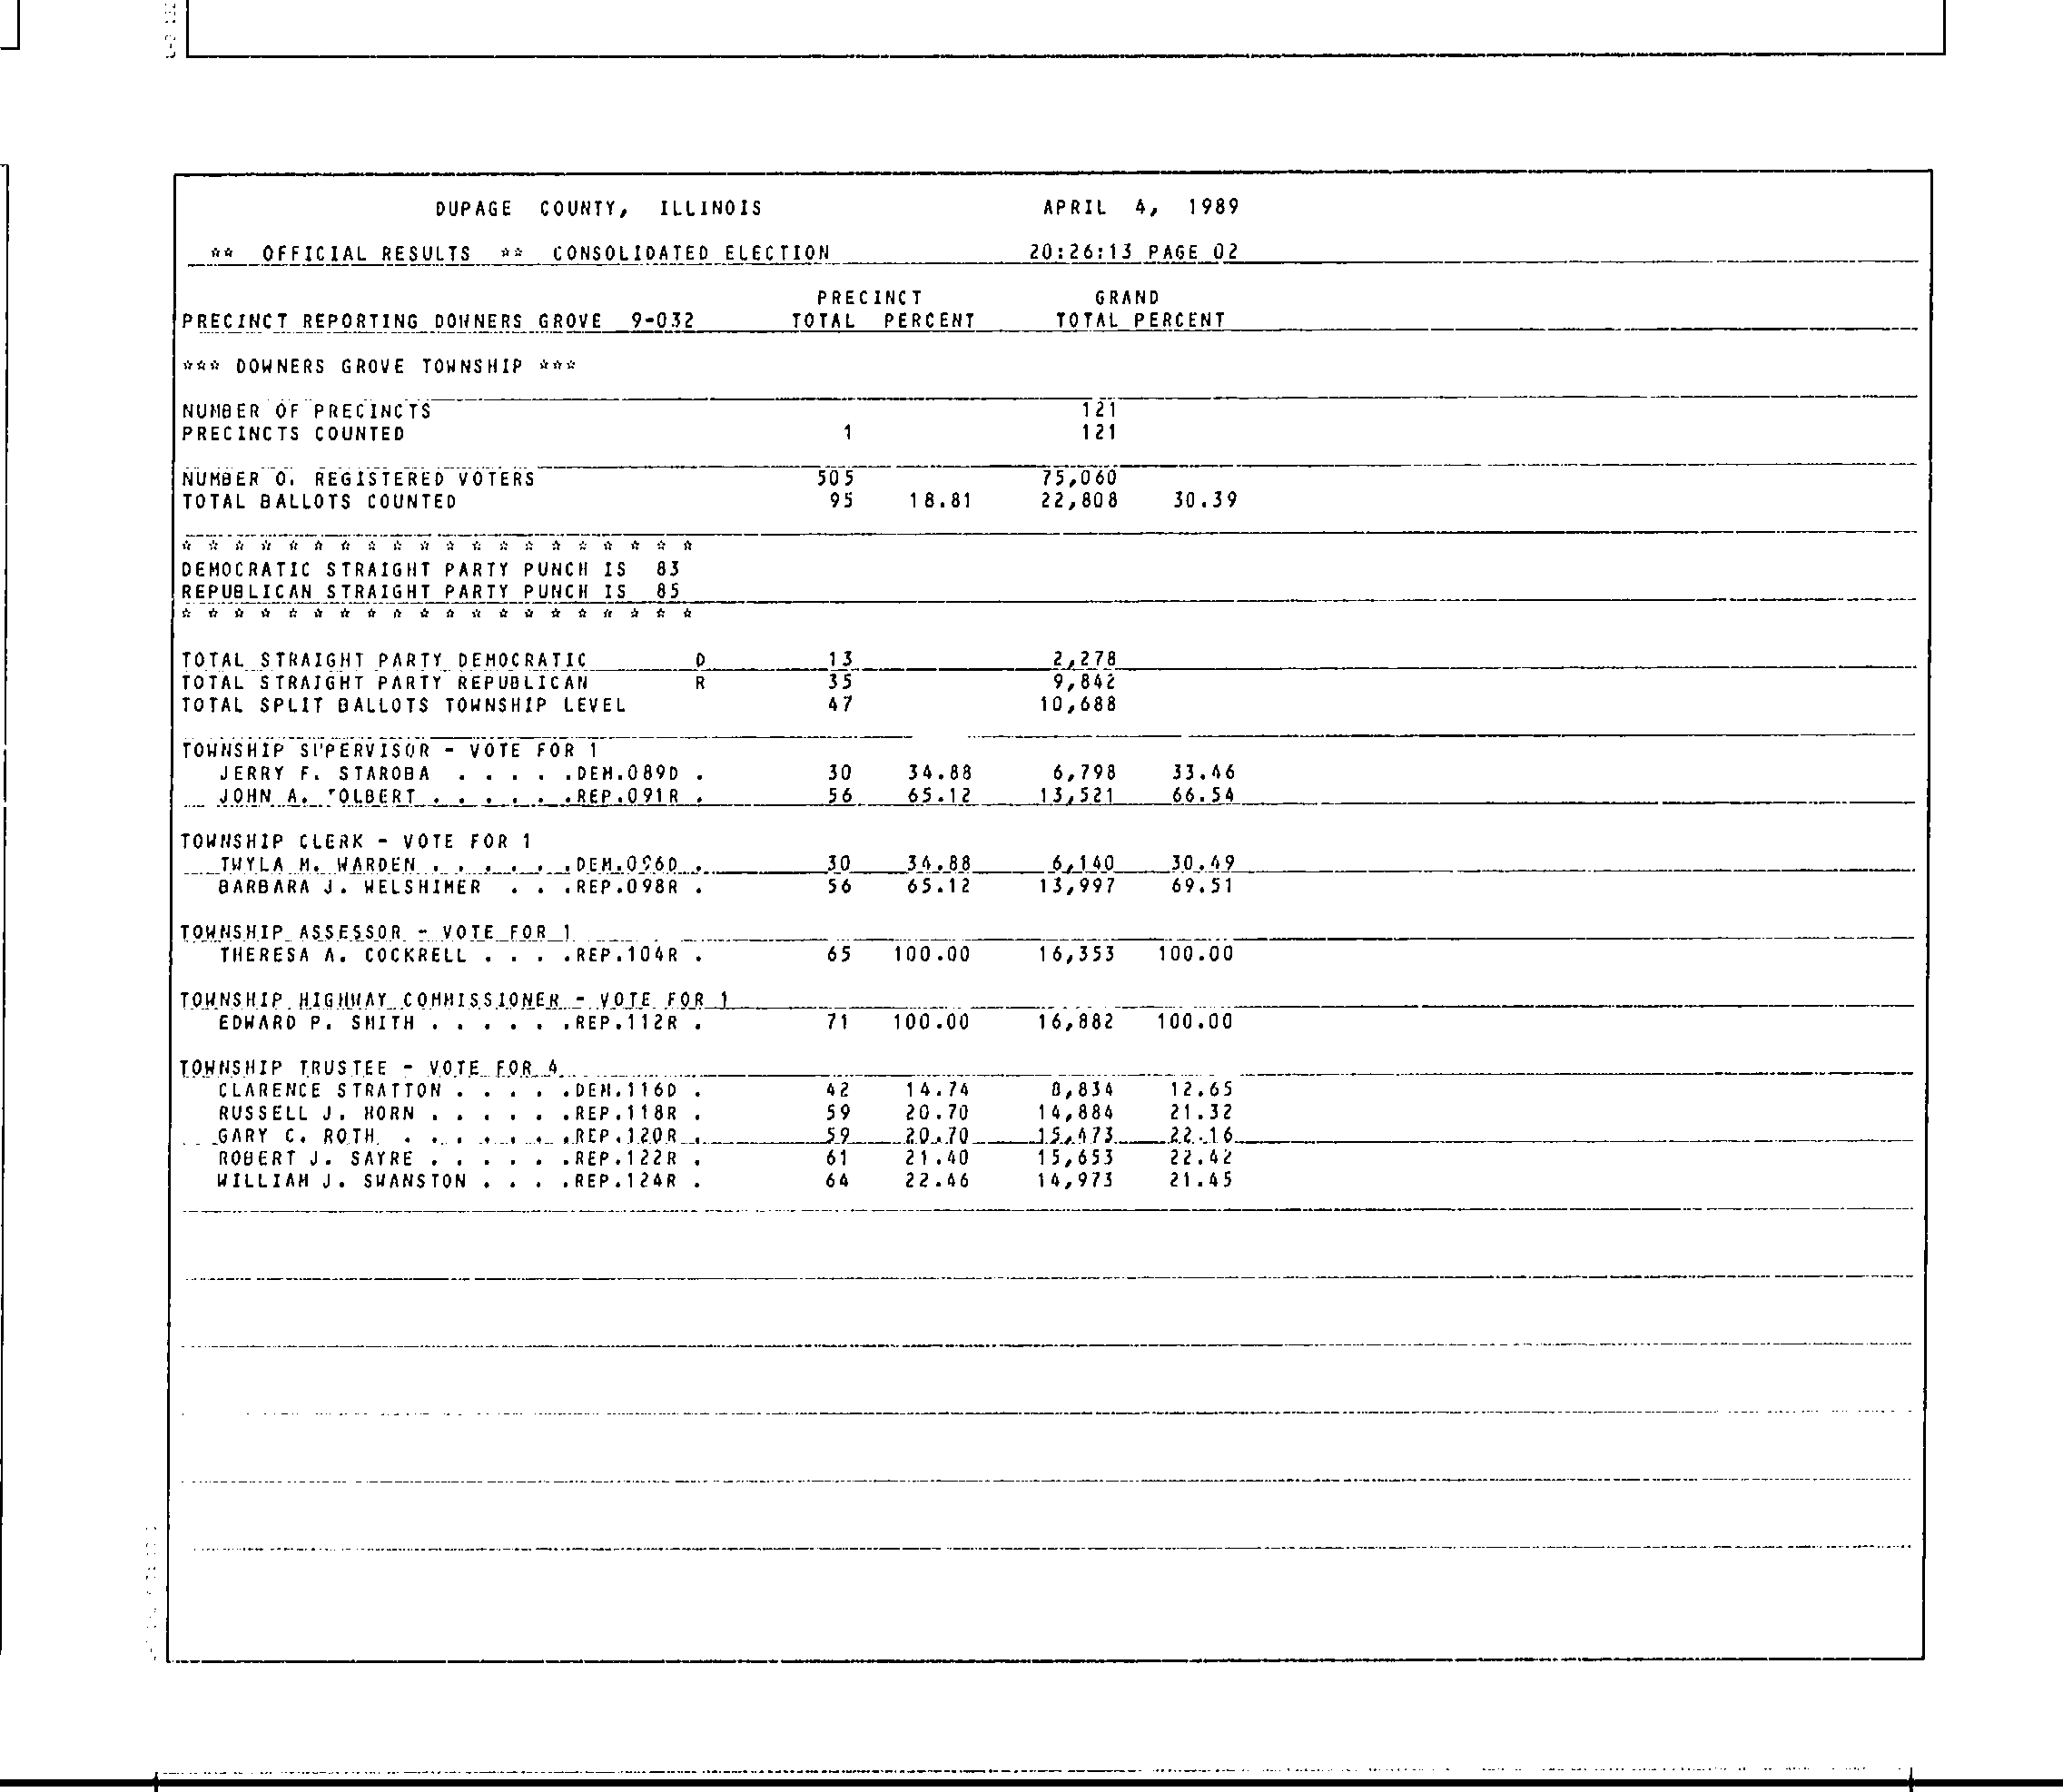 DUPAGE COUNTY, ILLINOIS APRIL 4, 1989
** OFFICIAL RESULTS ** CONSOLIDATED ELECTION 20:26:13 PAGE 02
PRECINCT GRAND
PRECINCT REPORTING DOWNERS GROVE 9-032 TOTAL PERCENT TOTAL PERCENT
*** DOWNERS GROVE TOWNSHIP ***
NUMBER OF PRECINCTS 121
PRECINCTS COUNTED 1 121
NUMBER O. REGISTERED VOTERS 505 75,060
TOTAL BALLOTS COUNTED 95 18.81 22,808 30.39
* * * * * * * * * * * * * * * * * * * *
DEMOCRATIC STRAIGHT PARTY PUNCH IS 83
REPUBLICAN STRAIGHT PARTY PUNCH IS 85
* * * * * * * * * * * * * * * * * * * *
TOTAL STRAIGHT PARTY DEMOCRATIC D 13 2,278
TOTAL STRAIGHT PARTY REPUBLICAN R 35 9,842
TOTAL SPLIT BALLOTS TOWNSHIP LEVEL 47 10,688
TOWNSHIP SUPERVISOR - VOTE FOR 1
JERRY F. STAROBA . . . . .DEM.089D . 30 34.88 6,798 33.46
JOHN A. TOLBERT . . . . . .REP.091R . 56 65.12 13,521 66.54
TOWNSHIP CLERK - VOTE FOR 1
TWYLA M. WARDEN . . . . . .DEM.096D . 30 34.88 6,140 30.49
BARBARA J. WELSHIMER . . .REP.098R . 56 65.12 13,997 69.51
TOWNSHIP ASSESSOR - VOTE FOR 1
THERESA A. COCKRELL . . . .REP.104R . 65 100.00 16,353 100.00
TOWNSHIP HIGHWAY COMMISSIONER - VOTE FOR 1
EDWARD P. SMITH . . . . . .REP.112R . 71 100.00 16,882 100.00
TOWNSHIP TRUSTEE - VOTE FOR 4
CLARENCE STRATTON . . . . .DEM.116D . 42 14.74 8,834 12.65
RUSSELL J. HORN . . . . . .REP.118R . 59 20.70 14,884 21.32
GARY C. ROTH . . . . . . .REP.120R . 59 20.70 15,473 22.16
ROBERT J. SAYRE . . . . . .REP.122R . 61 21.40 15,653 22.42
WILLIAM J. SWANSTON . . . .REP.124R . 64 22.46 14,973 21.45